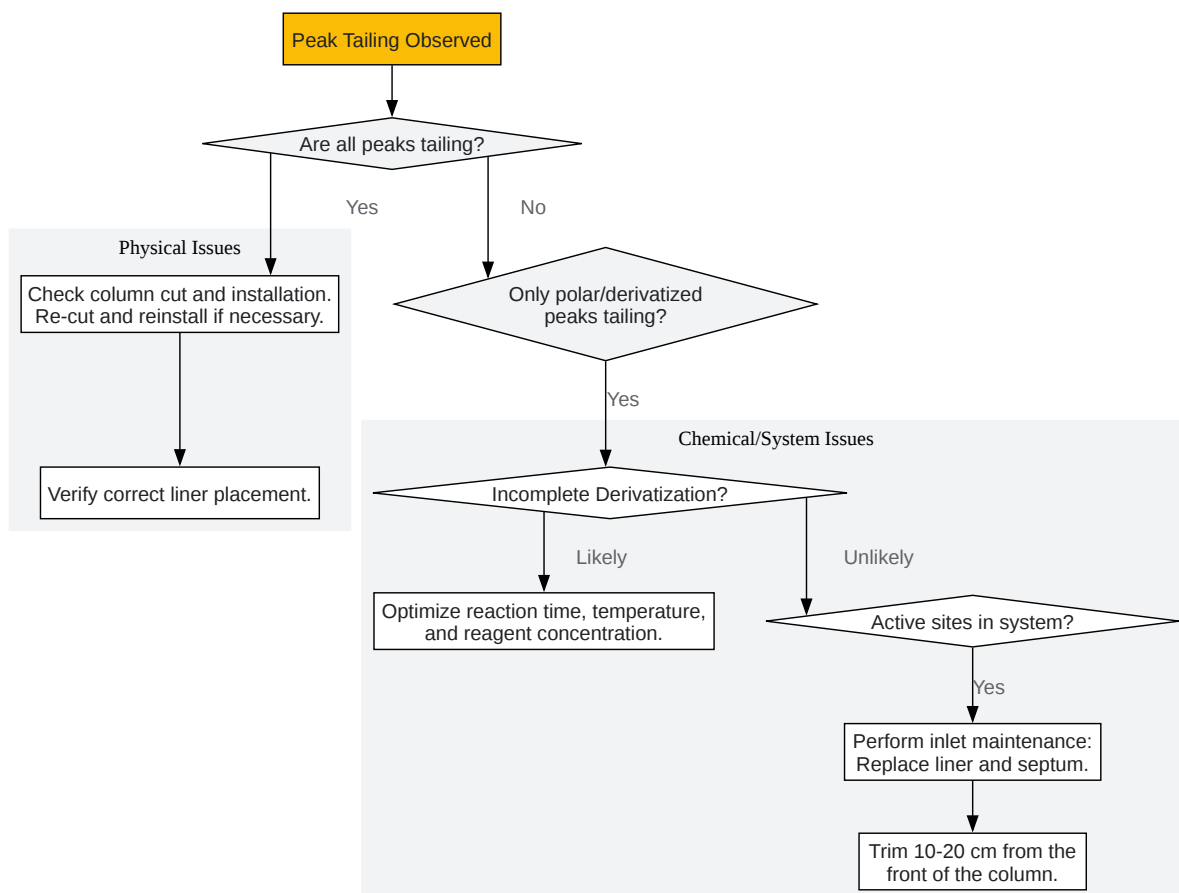 Peak Tailing Observed
Are all peaks tailing?
Yes
No
Physical Issues
Check column cut and installation.
Re-cut and reinstall if necessary.
Only polar/derivatized
peaks tailing?
Yes
Verify correct liner placement.
Chemical/System Issues
Incomplete Derivatization?
Likely
Unlikely
Optimize reaction time, temperature,
and reagent concentration.
Active sites in system?
Yes
Perform inlet maintenance:
Replace liner and septum.
Trim 10-20 cm from the
front of the column.